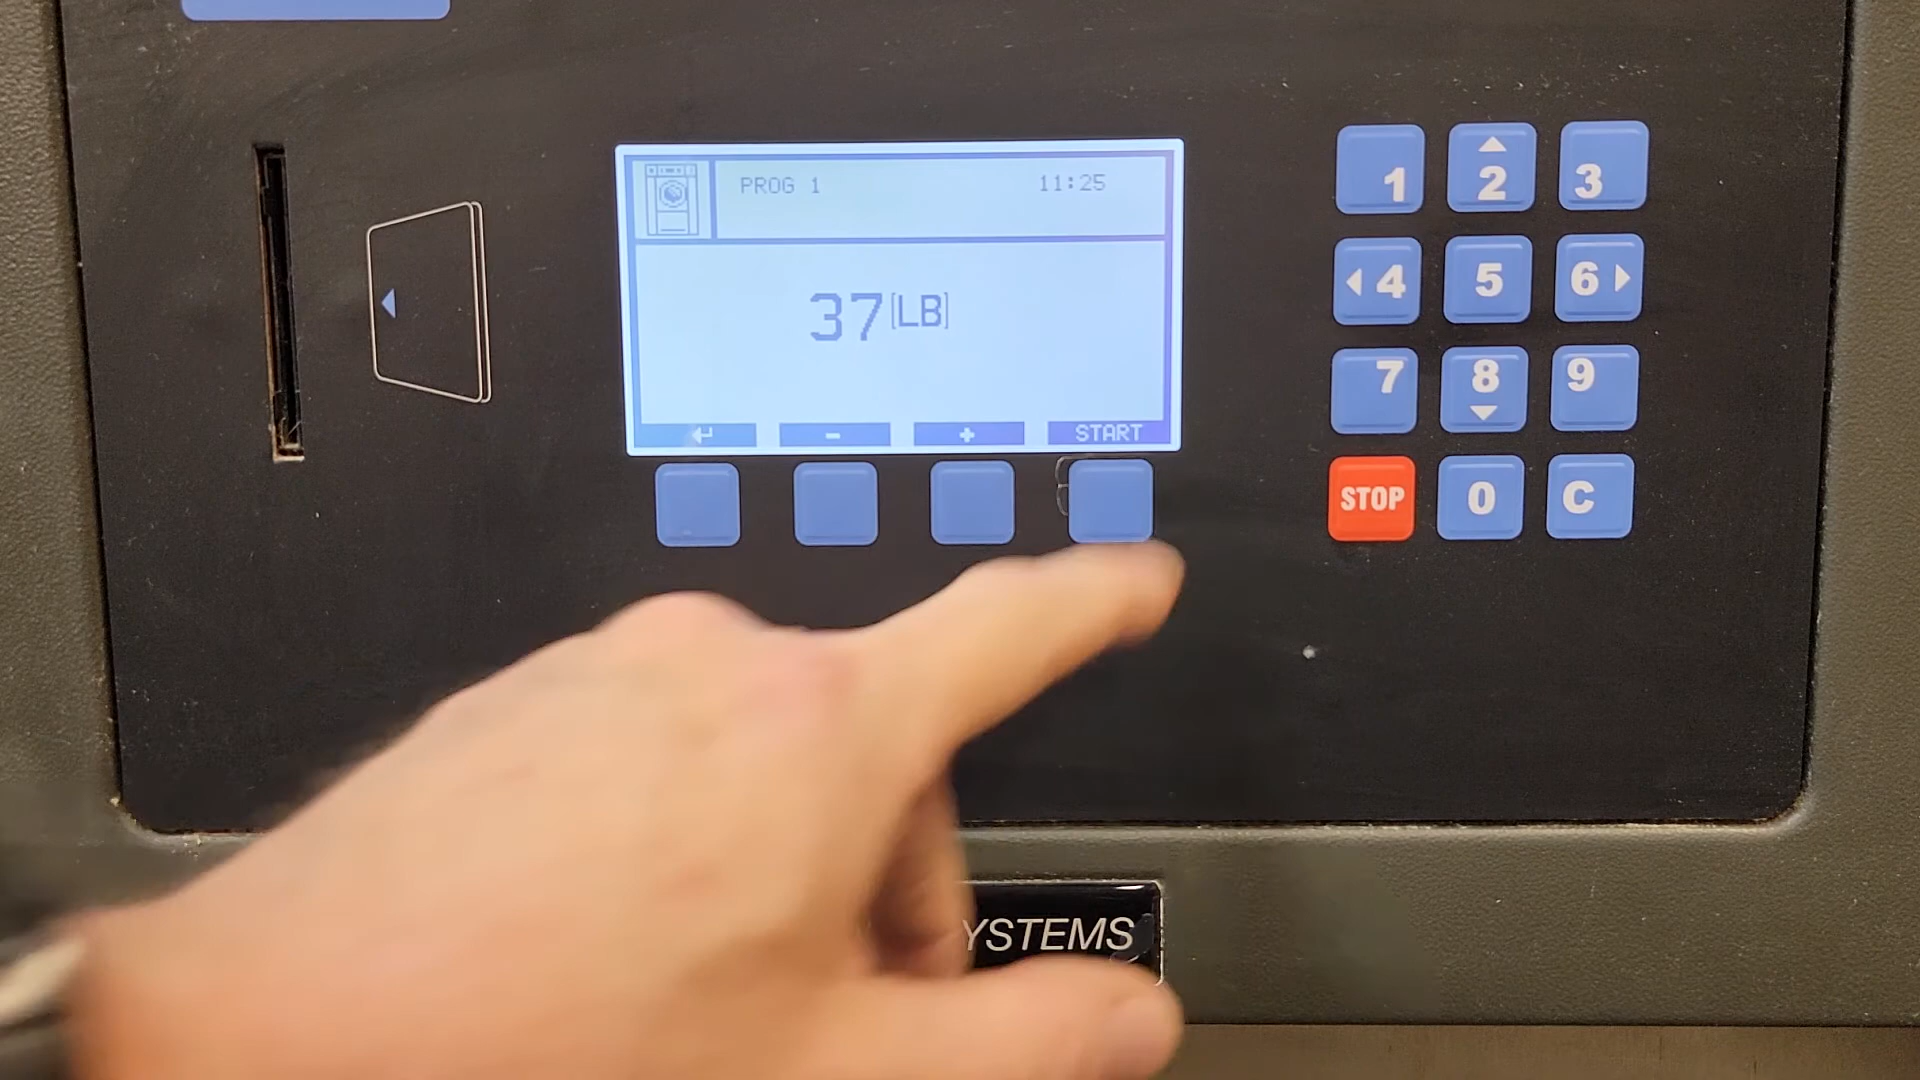 PROG 1 11:25
37[LB]
- + START
1 2 3
4 5 6
7 8 9
STOP 0 C
YSTEMS